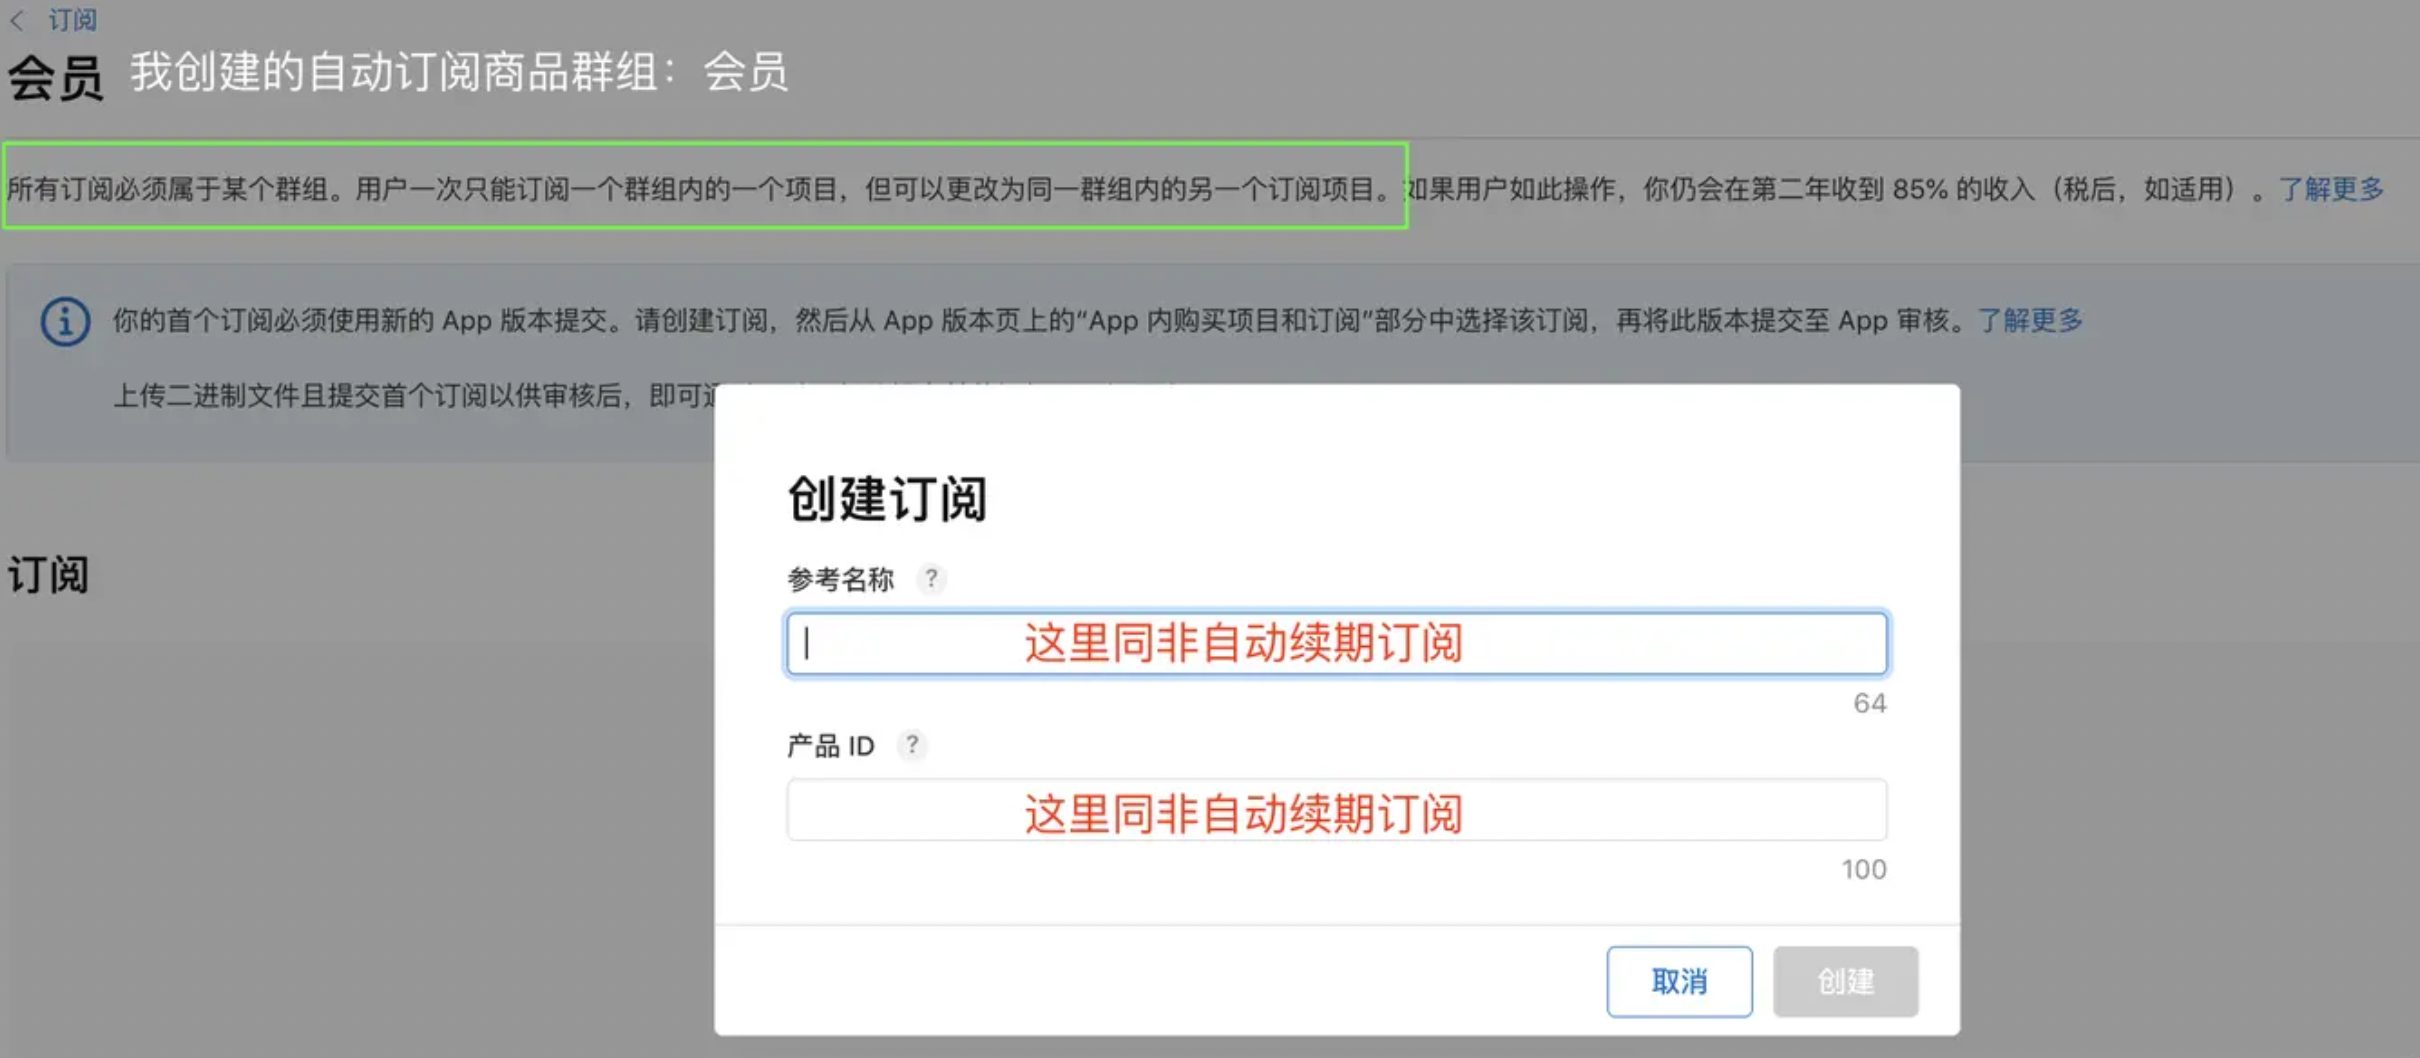 订阅
会员 我创建的自动订阅商品群组：会员
所有订阅必须属于某个群组。用户一次只能订阅一个群组内的一个项目，但可以更改为同一群组内的另一个订阅项目。如果用户如此操作，你仍会在第二年收到 85% 的收入（税后，如适用）。了解更多
你的首个订阅必须使用新的 App 版本提交。请创建订阅，然后从 App 版本页上的“App 内购买项目和订阅”部分中选择该订阅，再将此版本提交至 App 审核。了解更多
上传二进制文件且提交首个订阅以供审核后，即可
创建订阅
订阅
参考名称 ?
这里同非自动续期订阅
64
产品 ID ?
这里同非自动续期订阅
100
取消 创建